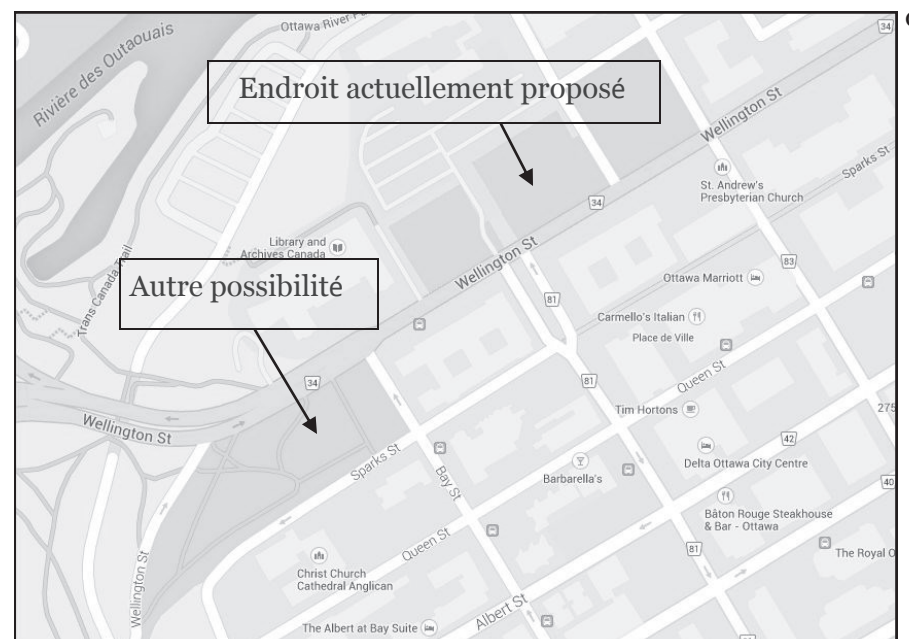 Ottawa River
34
Rivière des Outaouais
Endroit actuellement proposé
Wellington St
Sparks St
St. Andrew's
Presbyterian Church
34
Library and
Archives Canada
Wellington St
83
Trans Canada Trail
Autre possibilité
Ottawa Marriott
81
Carmello's Italian
Place de Ville
34
81
Queen St
Tim Hortons
275
Wellington St
42
Sparks St
Bay St
Barbarella's
Delta Ottawa City Centre
40
Bâton Rouge Steakhouse
& Bar - Ottawa
Queen St
81
The Royal O
Christ Church
Cathedral Anglican
Wellington St
Albert St
The Albert at Bay Suite